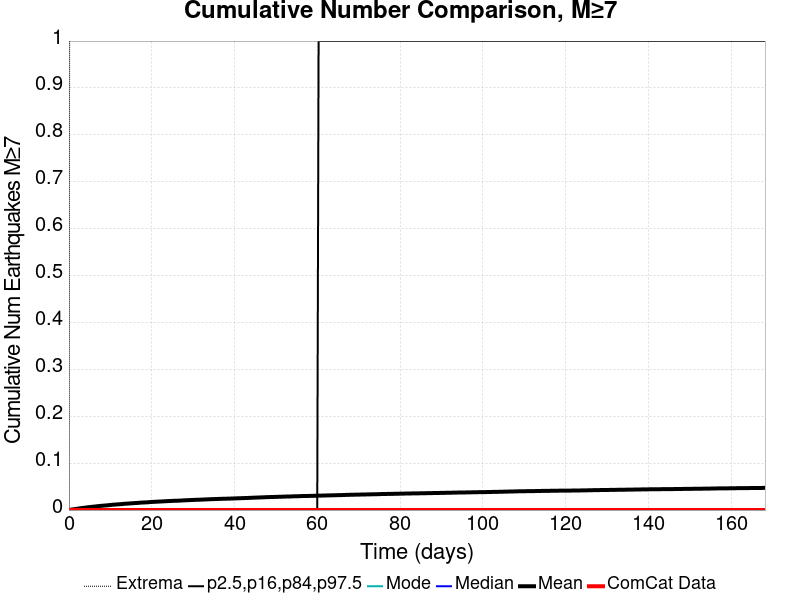 Cumulative Number Comparison, M≥7
Cumulative Num Earthquakes M≥7
1
0.9
0.8
0.7
0.6
0.5
0.4
0.3
0.2
0.1
0
0 20 40 60 80 100 120 140 160
Time (days)
Extrema p2.5,p16,p84,p97.5 Mode Median Mean ComCat Data